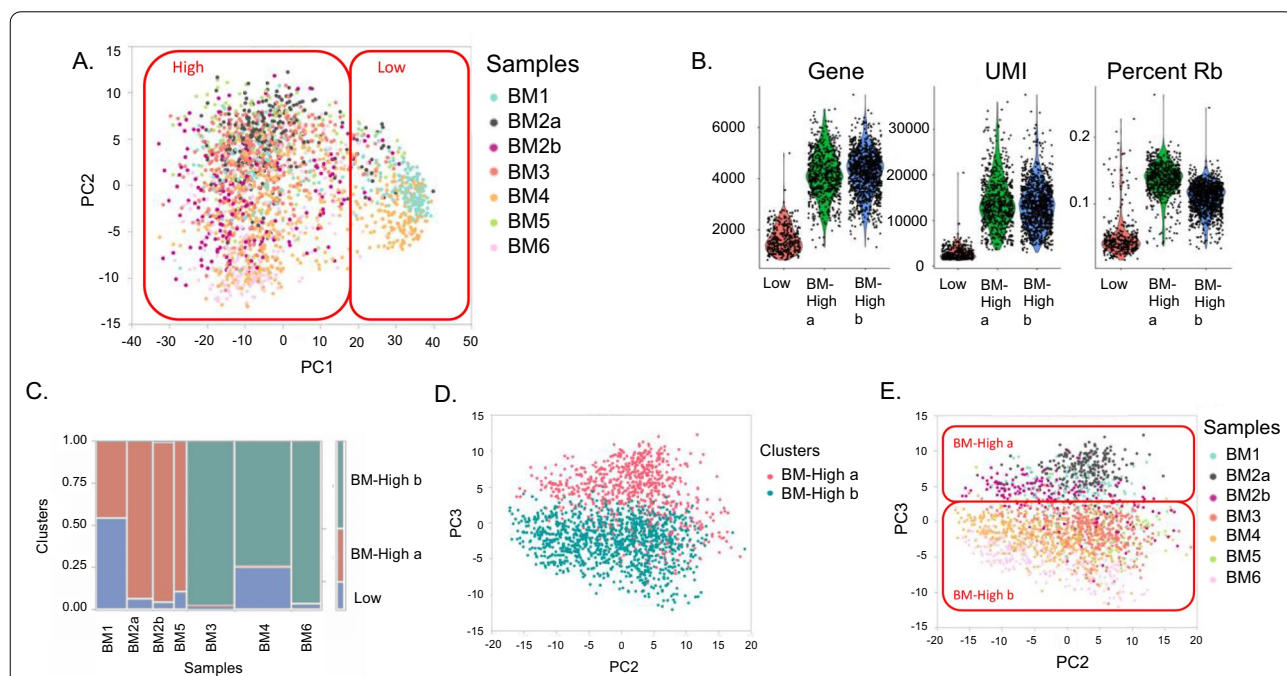 A.
High
Low
PC2
15
10
5
0
-5
-10
-15
-40
-30
-20
-10
0
10
20
30
40
50
PC1
Samples
BM1
BM2a
BM2b
BM3
BM4
BM5
BM6
B.
Gene
UMI
Percent Rb
6000
4000
2000
30000
20000
10000
0
0.2
0.1
Low
BM-
High
a
BM-
High
b
Low
BM-
High
a
BM-
High
b
Low
BM-
High
a
BM-
High
b
C.
Clusters
1.00
0.75
0.50
0.25
0.00
BM1
BM2a
BM2b
BM5
BM3
BM4
BM6
Samples
BM-High b
BM-High a
Low
D.
PC3
15
10
5
0
-5
-10
-15
-20
-15
-10
-5
0
5
10
15
20
PC2
Clusters
BM-High a
BM-High b
E.
BM-High a
BM-High b
PC3
15
10
5
0
-5
-10
-15
-20
-15
-10
-5
0
5
10
15
20
PC2
Samples
BM1
BM2a
BM2b
BM3
BM4
BM5
BM6